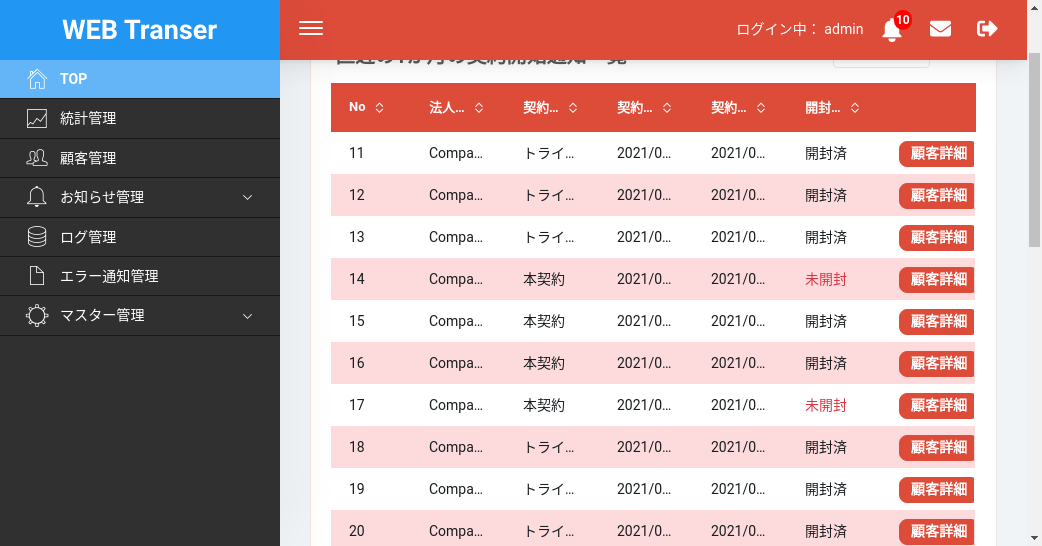 WEB Transer
ログイン中： admin
10
TOP
統計管理
顧客管理
お知らせ管理
ログ管理
エラー通知管理
マスター管理
No 法人... 契約... 契約... 契約... 開封...
11 Compa... トライ... 2021/0... 2021/0... 開封済 顧客詳細
12 Compa... トライ... 2021/0... 2021/0... 開封済 顧客詳細
13 Compa... トライ... 2021/0... 2021/0... 開封済 顧客詳細
14 Compa... 本契約 2021/0... 2021/0... 未開封 顧客詳細
15 Compa... 本契約 2021/0... 2021/0... 開封済 顧客詳細
16 Compa... 本契約 2021/0... 2021/0... 開封済 顧客詳細
17 Compa... 本契約 2021/0... 2021/0... 未開封 顧客詳細
18 Compa... トライ... 2021/0... 2021/0... 開封済 顧客詳細
19 Compa... トライ... 2021/0... 2021/0... 開封済 顧客詳細
20 Compa... トライ... 2021/0... 2021/0... 開封済 顧客詳細